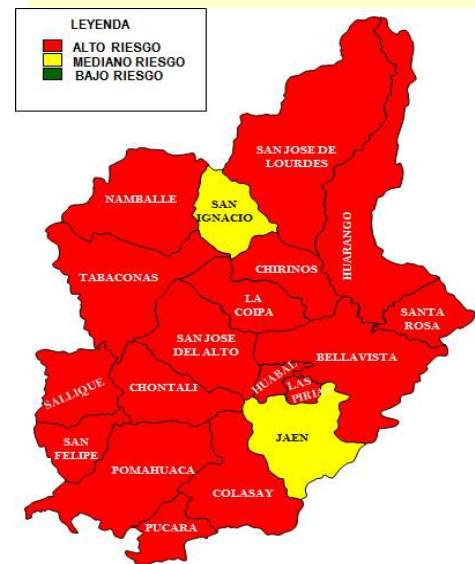 LEYENDA
ALTO RIESGO
MEDIANO RIESGO
BAJO RIESGO
SAN JOSE DE
LOURDES
NAMBALLE
SAN
IGNACIO
HUARANGO
TABACONAS
CHIRINOS
LA
COIPA
SANTA
ROSA
SAN JOSE
DEL ALTO
BELLAVISTA
HUABAL
LAS
PIRIAS
SALLIQUE
CHONTALI
JAEN
SAN
FELIPE
POMAHUACA
COLASAY
PUCARA